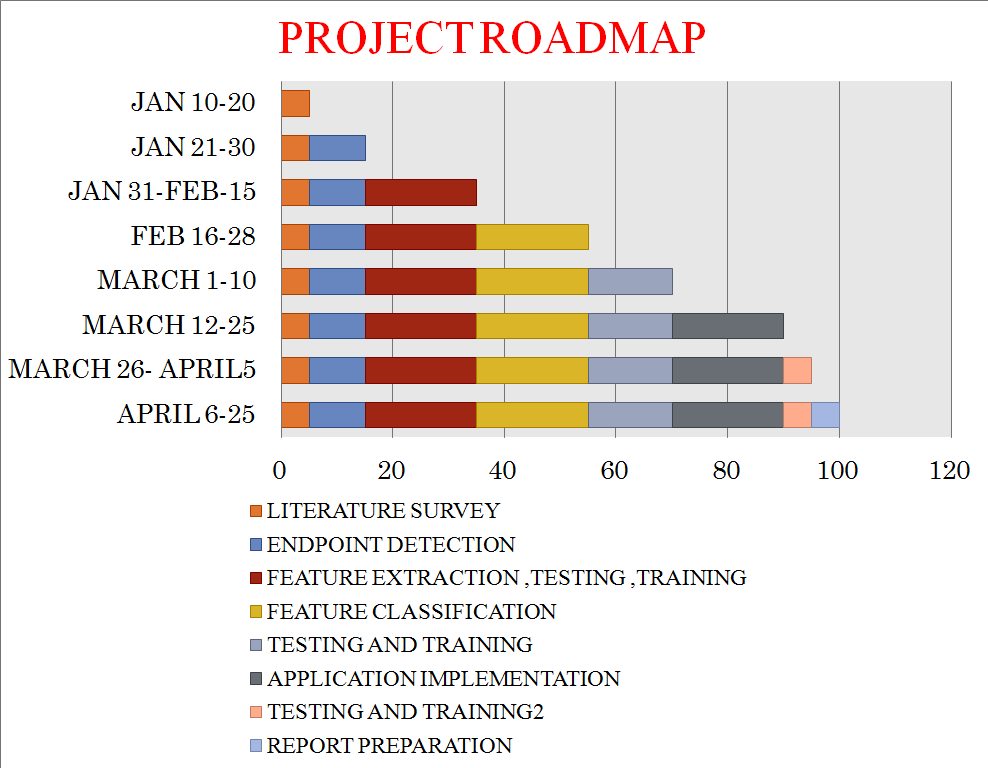 PROJECT ROADMAP
JAN 10-20
JAN 21-30
JAN 31-FEB-15
FEB 16-28
MARCH 1-10
MARCH 12-25
MARCH 26- APRIL5
APRIL 6-25
0 20 40 60 80 100 120
LITERATURE SURVEY
ENDPOINT DETECTION
FEATURE EXTRACTION ,TESTING ,TRAINING
FEATURE CLASSIFICATION
TESTING AND TRAINING
APPLICATION IMPLEMENTATION
TESTING AND TRAINING2
REPORT PREPARATION